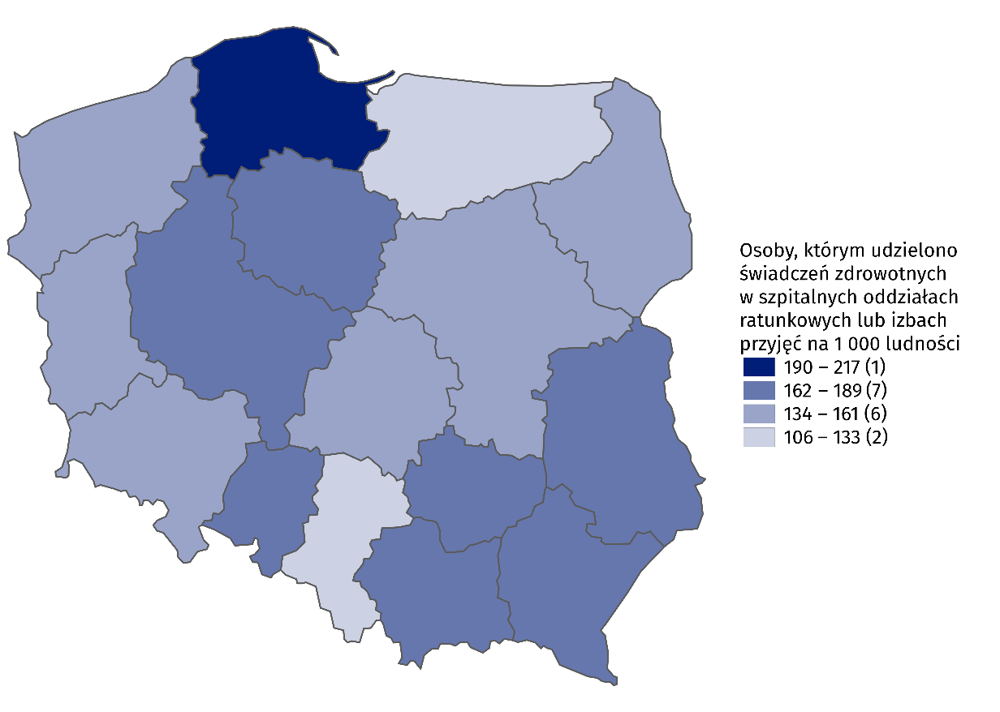 Osoby, którym udzielono
świadczeń zdrowotnych
w szpitalnych oddziałach
ratunkowych lub izbach
przyjęć na 1 000 ludności
190 – 217 (1)
162 – 189 (7)
134 – 161 (6)
106 – 133 (2)